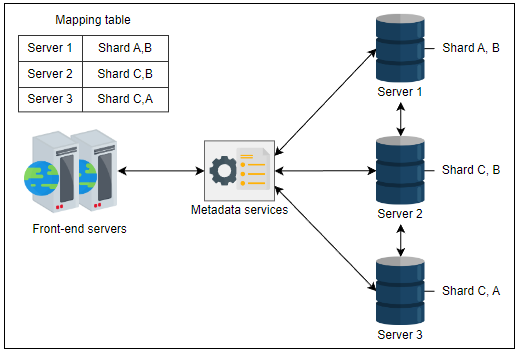 Mapping table
Server 1 Shard A,B
Server 2 Shard C,B
Server 3 Shard C,A
Front-end servers
Metadata services
Shard A, B
Server 1
Shard C, B
Server 2
Shard C, A
Server 3